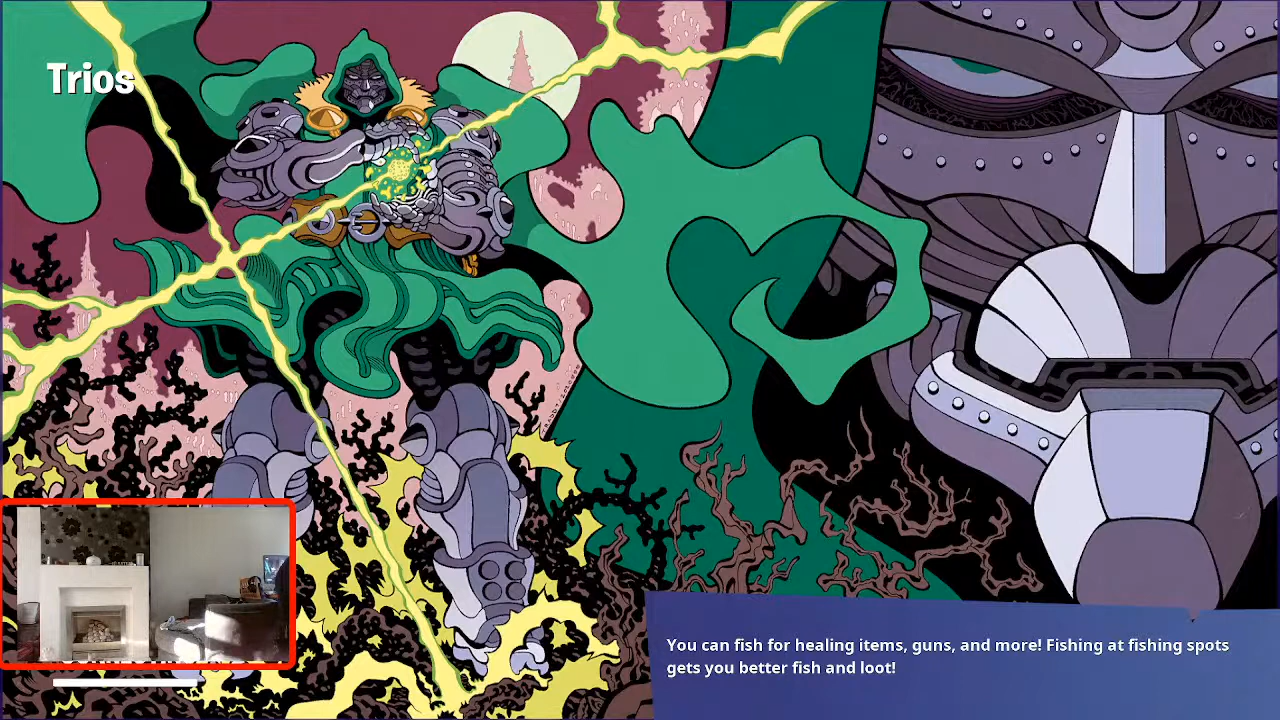 Trios
You can fish for healing items, guns, and more! Fishing at fishing spots
gets you better fish and loot!